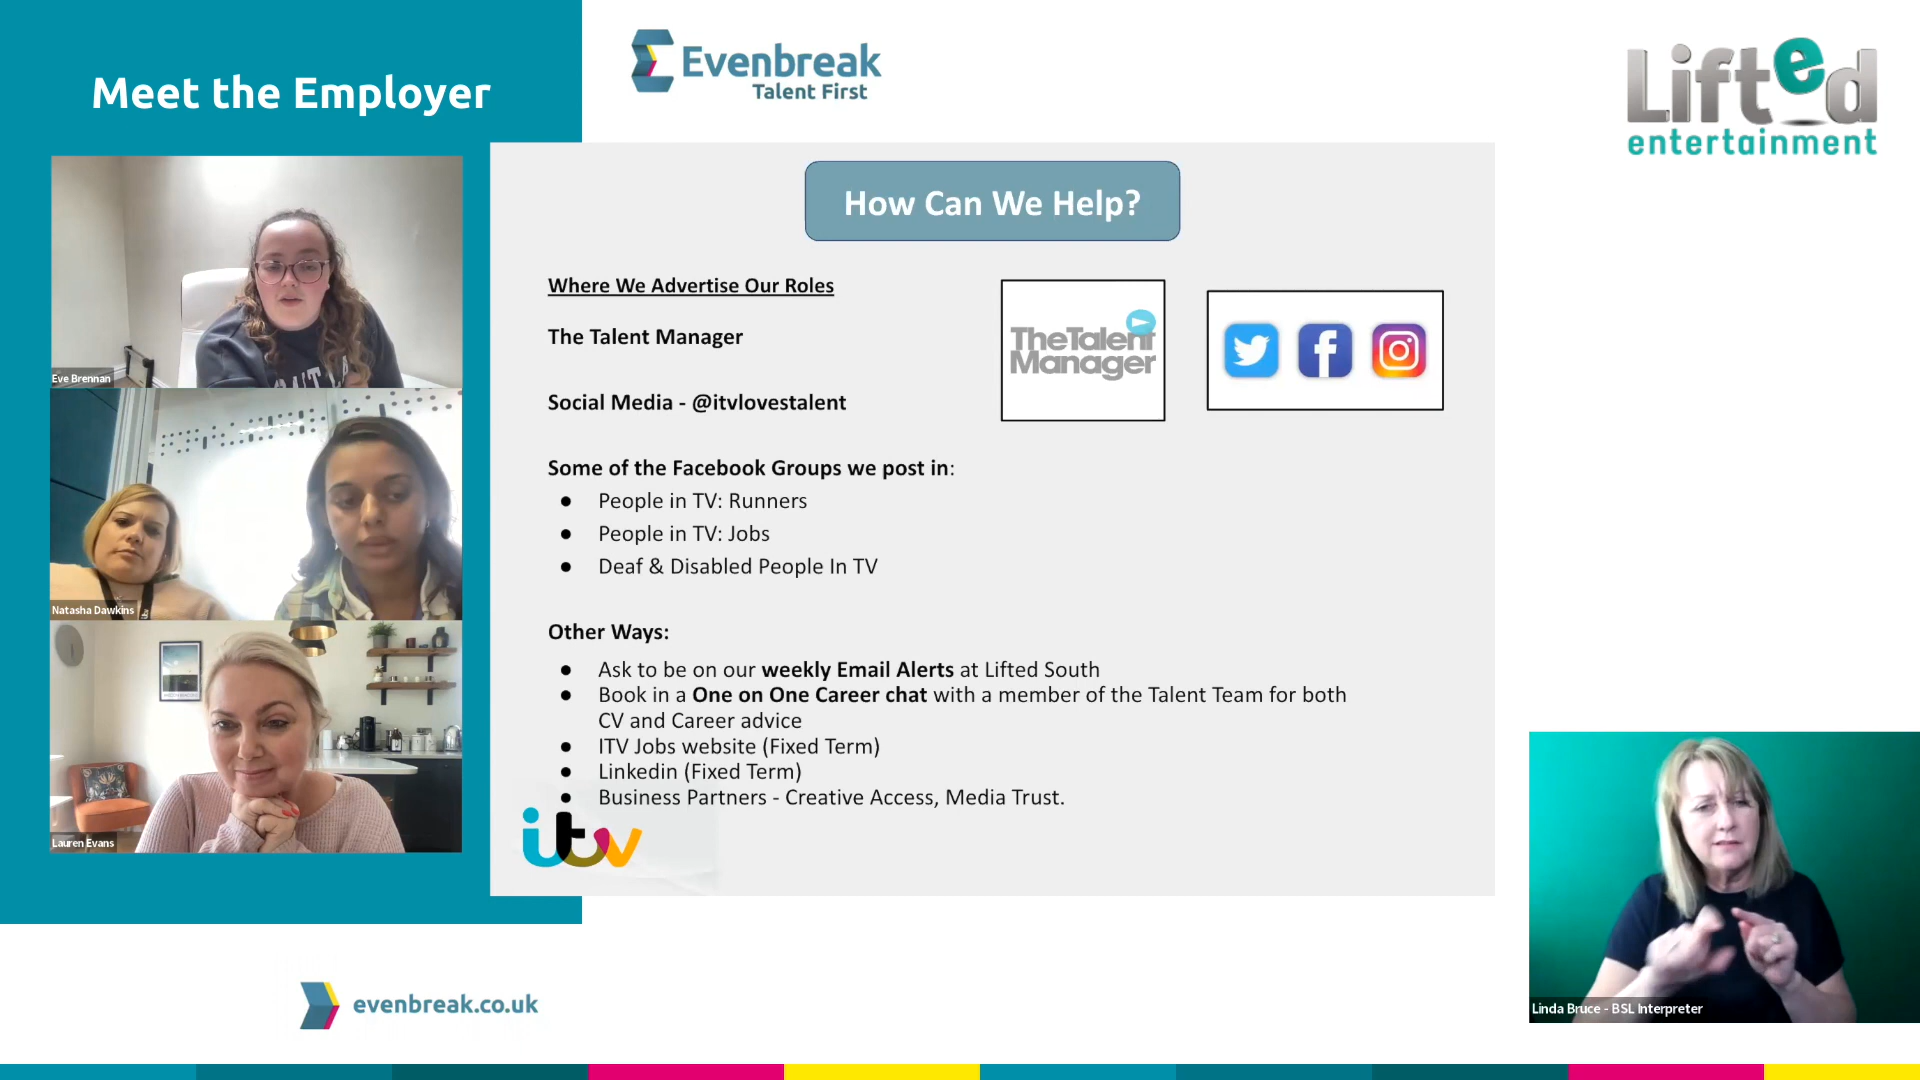 Meet the Employer
Evenbreak
Talent First
Lifted
entertainment
Eve Brennan
Natasha Dawkins
Lauren Evans
How Can We Help?
Where We Advertise Our Roles
The Talent Manager
Social Media - @itvlovestalent
TheTalent
Manager
Some of the Facebook Groups we post in:
● People in TV: Runners
● People in TV: Jobs
● Deaf & Disabled People In TV
Other Ways:
● Ask to be on our weekly Email Alerts at Lifted South
● Book in a One on One Career chat with a member of the Talent Team for both
CV and Career advice
● ITV Jobs website (Fixed Term)
● Linkedin (Fixed Term)
● Business Partners - Creative Access, Media Trust.
itv
Linda Bruce - BSL Interpreter
evenbreak.co.uk